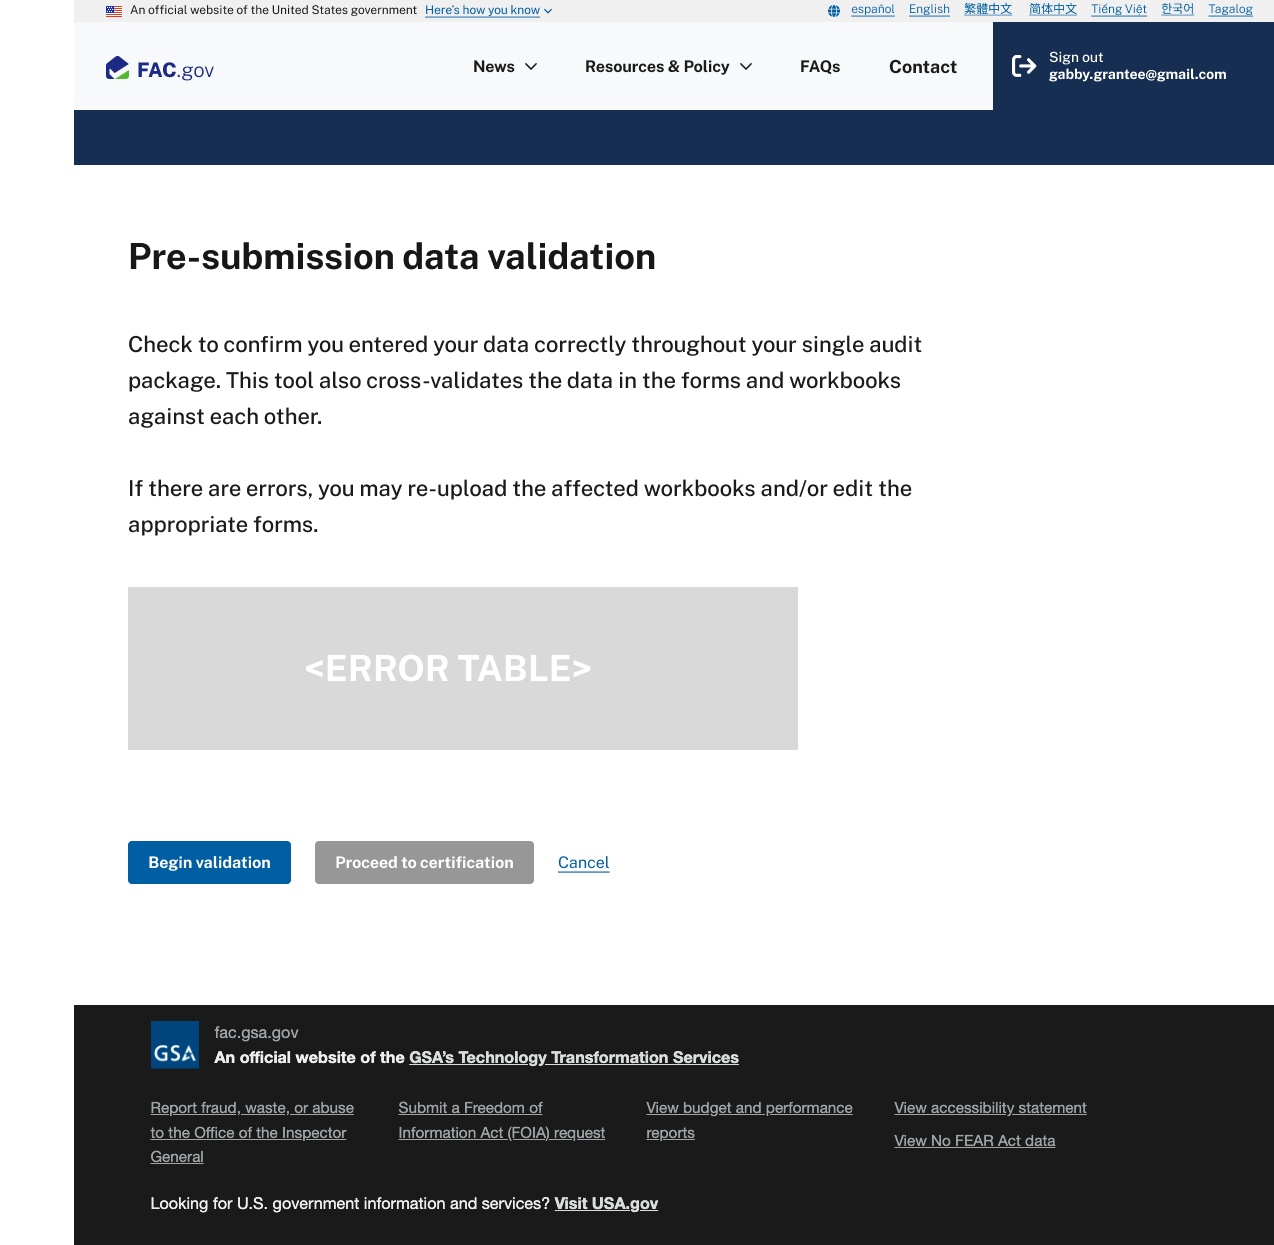 An official website of the United States government Here's how you know
español English 繁體中文 简体中文 Tiếng Việt 한국어 Tagalog
FAC.gov
News
Resources & Policy
FAQs
Contact
Sign out
gabby.grantee@gmail.com
Pre-submission data validation
Check to confirm you entered your data correctly throughout your single audit
package. This tool also cross-validates the data in the forms and workbooks
against each other.
If there are errors, you may re-upload the affected workbooks and/or edit the
appropriate forms.
<ERROR TABLE>
Begin validation
Proceed to certification
Cancel
GSA
fac.gsa.gov
An official website of the GSA’s Technology Transformation Services
Report fraud, waste, or abuse
to the Office of the Inspector
General
Submit a Freedom of
Information Act (FOIA) request
View budget and performance
reports
View accessibility statement
View No FEAR Act data
Looking for U.S. government information and services? Visit USA.gov